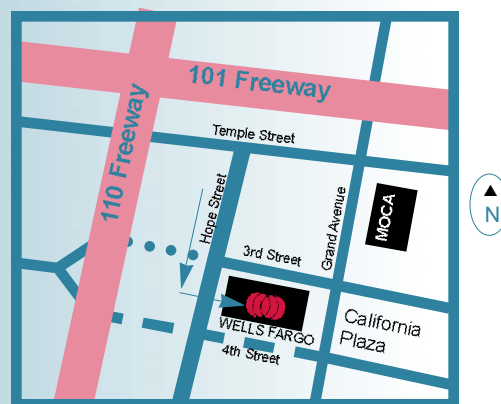 101 Freeway
110 Freeway
Temple Street
Hope Street
Grand Avenue
MOCA
N
3rd Street
WELLS FARGO
California
Plaza
4th Street